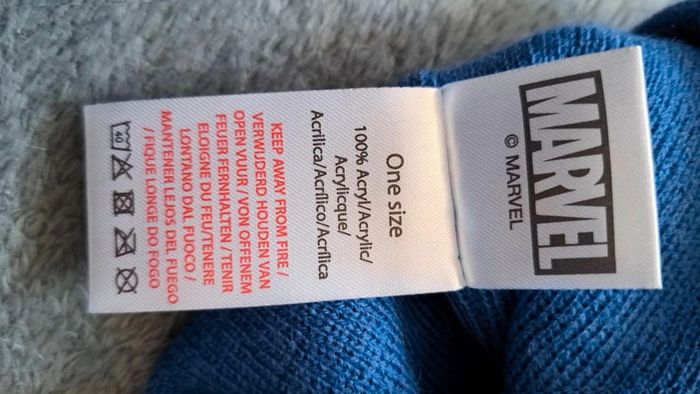 MARVEL
© MARVEL
One size
100% Acryl/Acrylic/
Acrylicque/
Acrilica/Acrílico/Acrílica
KEEP AWAY FROM FIRE /
VERWIJDERD HOUDEN VAN
OPEN VUUR / VON OFFENEM
FEUER FERNHALTEN / TENIR
ELOIGNE DU FEU/TENERE
LONTANO DAL FUOCO /
MANTENER LEJOS DEL FUEGO
/ FIQUE LONGE DO FOGO
40